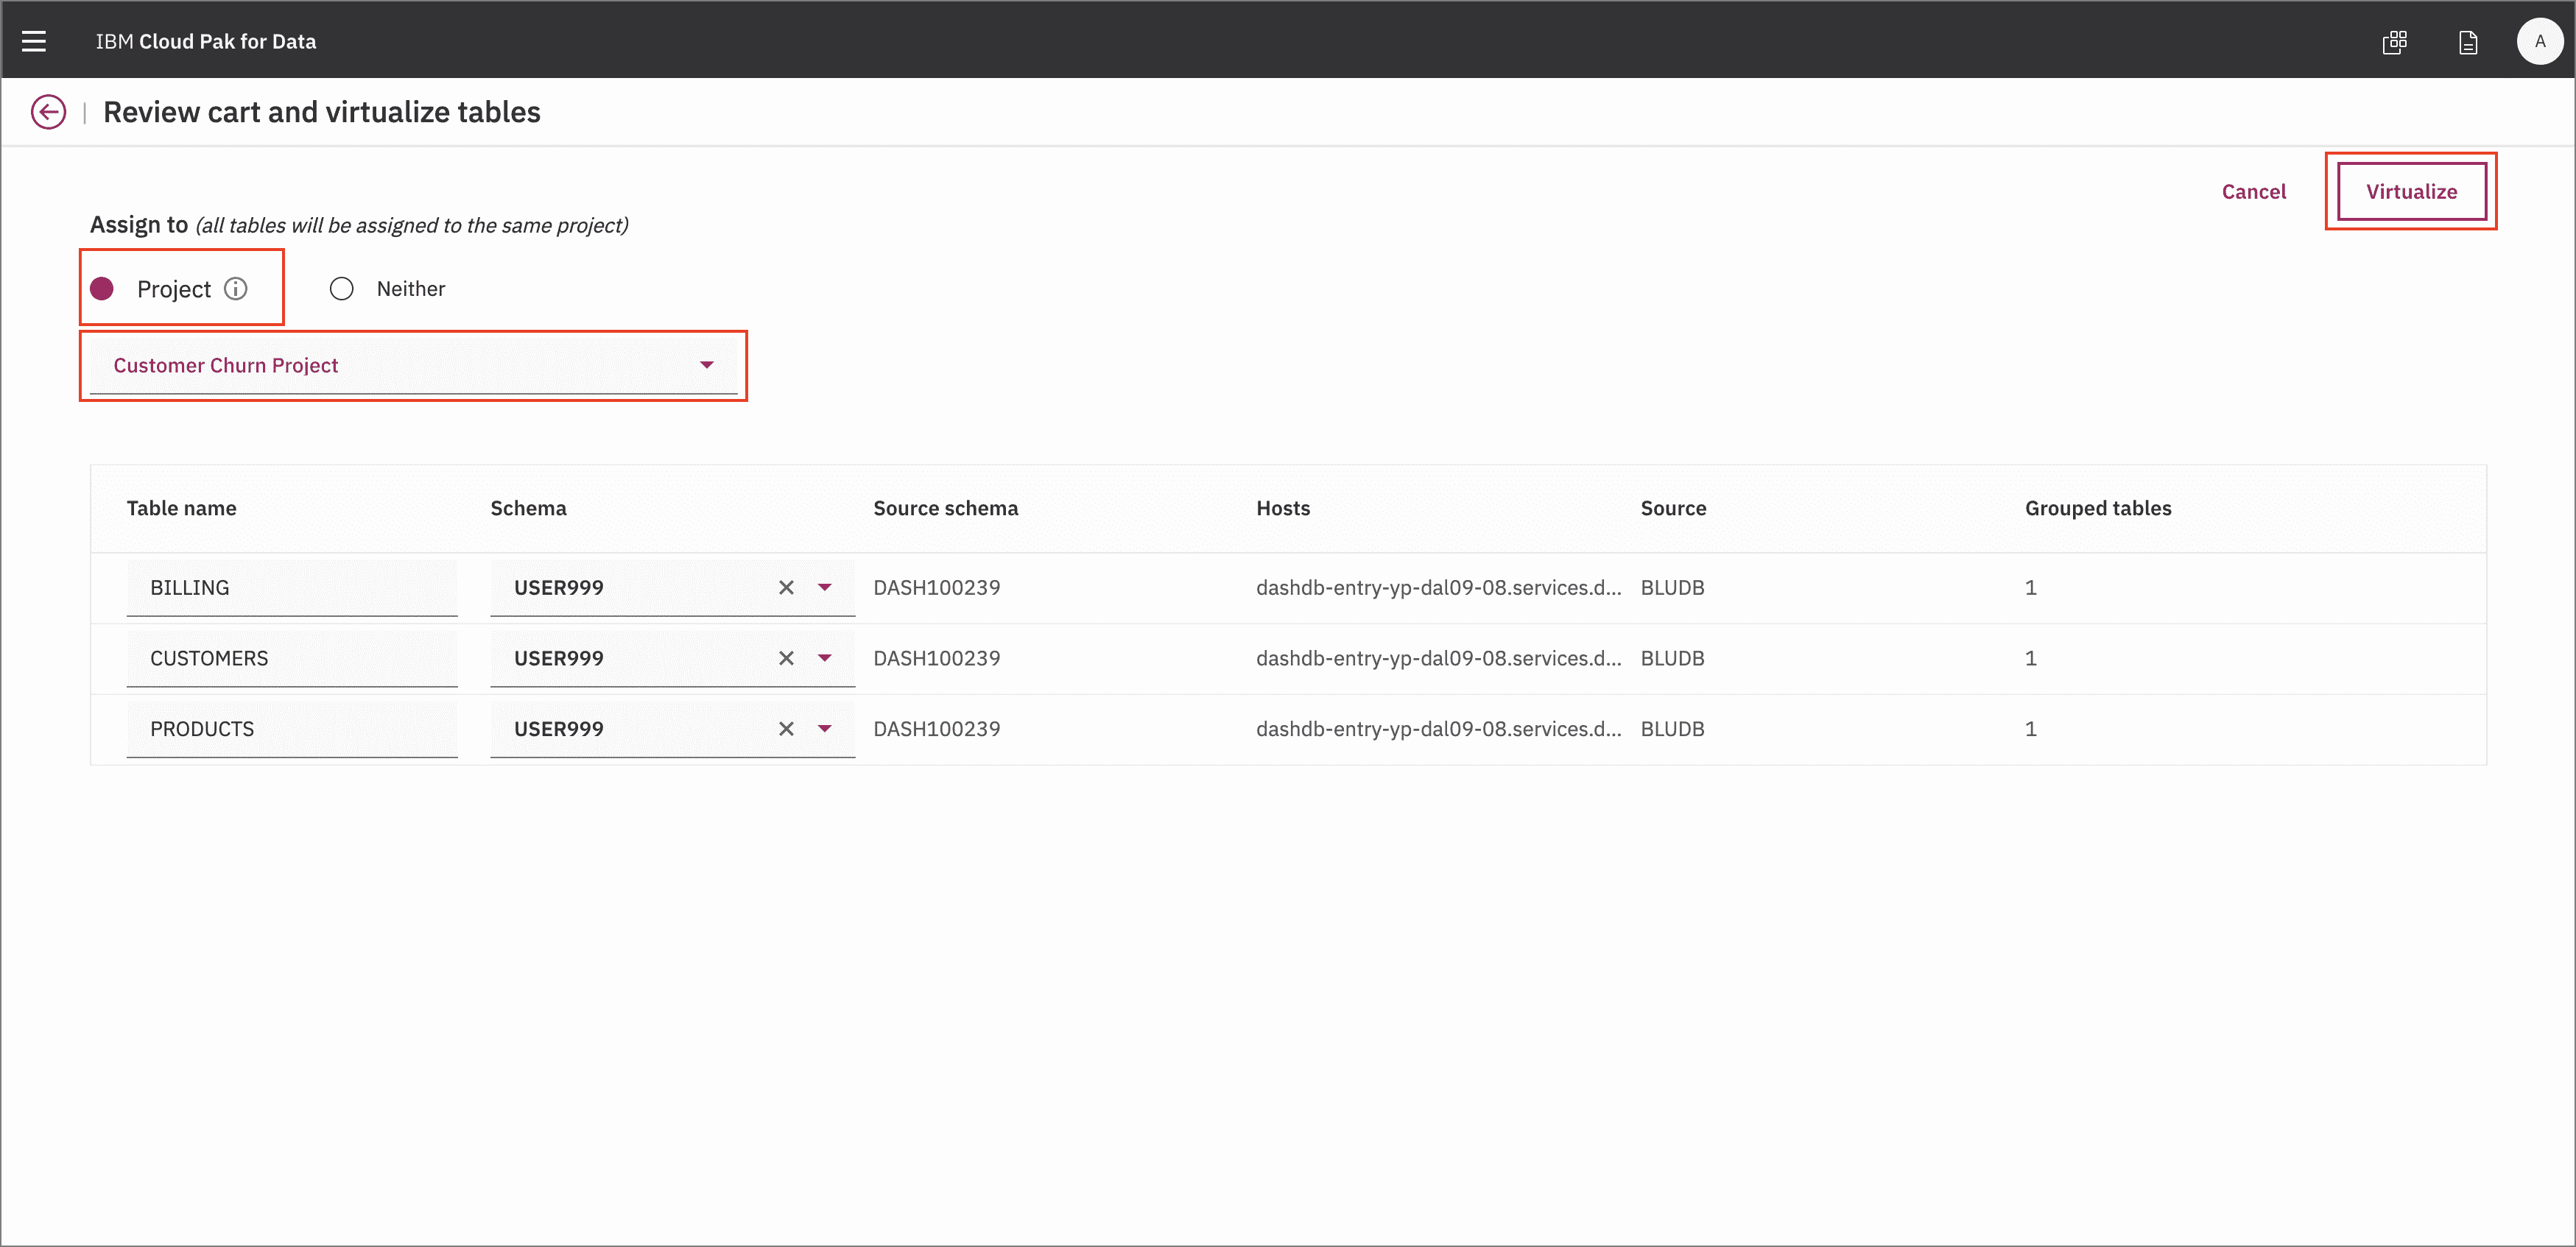 IBM Cloud Pak for Data
A
Review cart and virtualize tables
Cancel
Virtualize
Assign to (all tables will be assigned to the same project)
Project
Neither
Customer Churn Project
Table name Schema Source schema Hosts Source Grouped tables
BILLING USER999 DASH100239 dashdb-entry-yp-dal09-08.services.d... BLUDB 1
CUSTOMERS USER999 DASH100239 dashdb-entry-yp-dal09-08.services.d... BLUDB 1
PRODUCTS USER999 DASH100239 dashdb-entry-yp-dal09-08.services.d... BLUDB 1